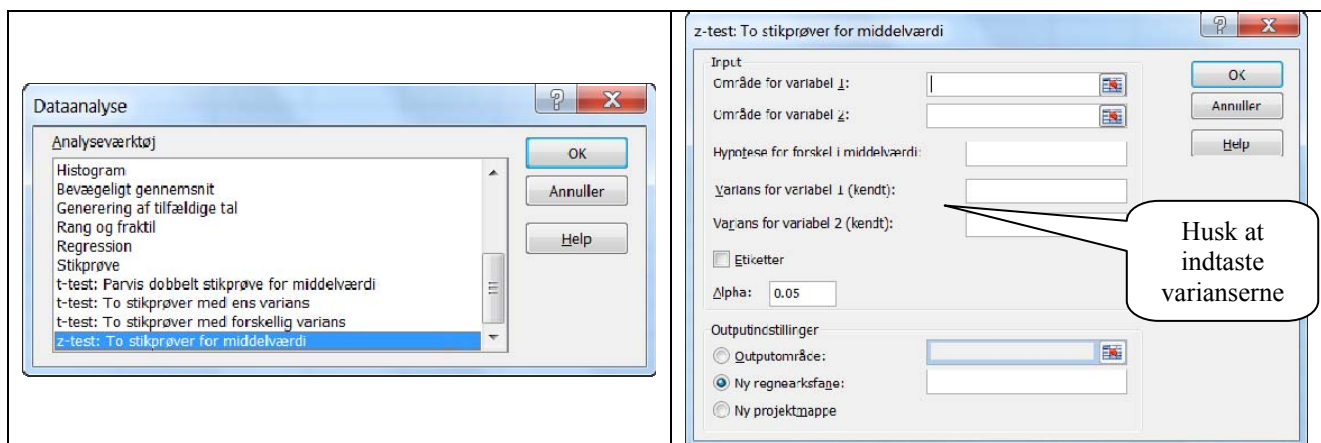 Dataanalyse
Analyseværktøj
Histogram
Bevægeligt gennemsnit
Generering af tilfældige tal
Rang og fraktil
Regression
Stikprøve
t-test: Parvis dobbelt stikprøve for middelværdi
t-test: To stikprøver med ens varians
t-test: To stikprøver med forskellig varians
z-test: To stikprøver for middelværdi
OK
Annuller
Help
z-test: To stikprøver for middelværdi
Input
Område for variabel 1:
Område for variabel 2:
Hypotese for forskel i middelværdi:
Varians for variabel 1 (kendt):
Varians for variabel 2 (kendt):
Etiketter
Alpha: 0.05
Outputindstillinger
Outputområde:
Ny regnearksfane:
Ny projektmappe
OK
Annuller
Help
Husk at
indtaste
varianserne